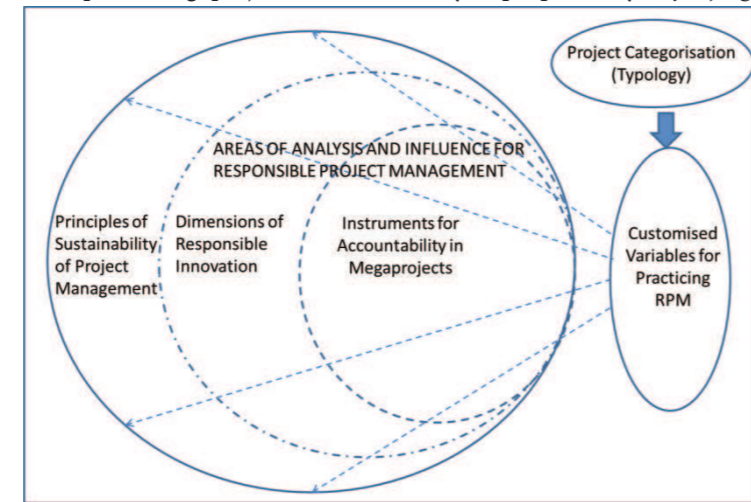 Project Categorisation
(Typology)
AREAS OF ANALYSIS AND INFLUENCE FOR
RESPONSIBLE PROJECT MANAGEMENT
Principles of
Sustainability
of Project
Management
Dimensions of
Responsible
Innovation
Instruments for
Accountability in
Megaprojects
Customised
Variables for
Practicing
RPM